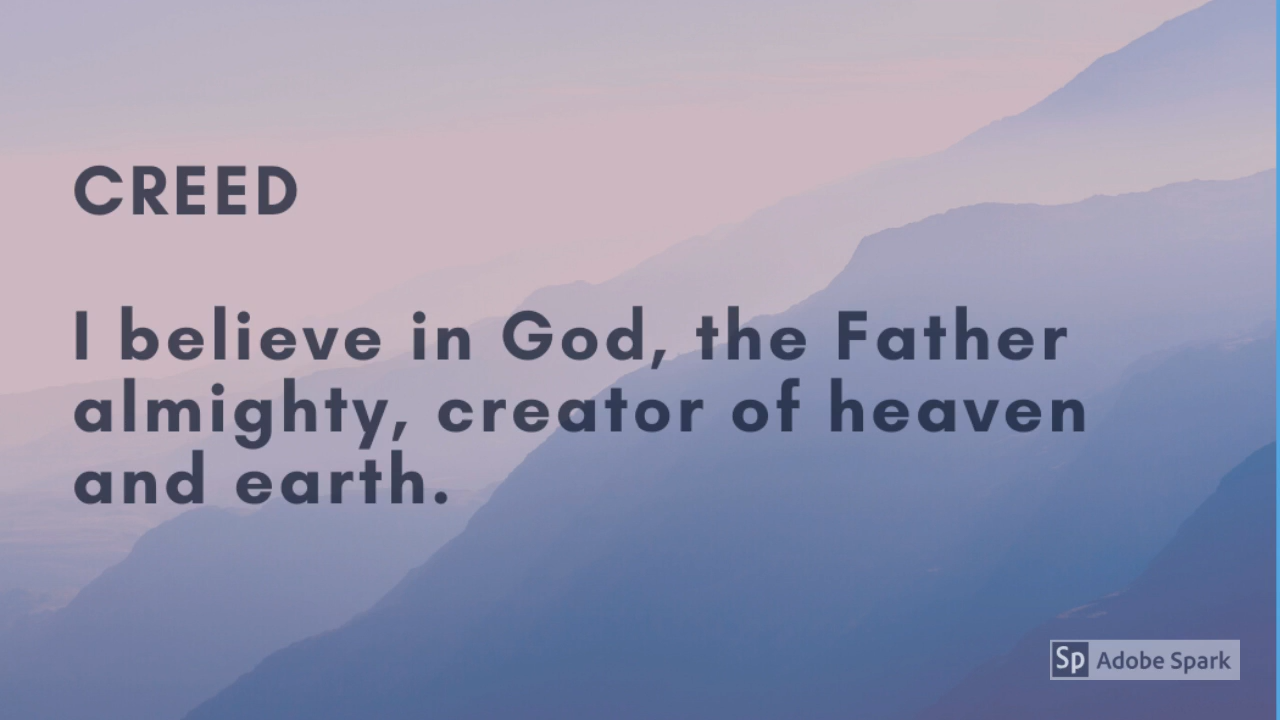 CREED
I believe in God, the Father
almighty, creator of heaven
and earth.
Sp Adobe Spark